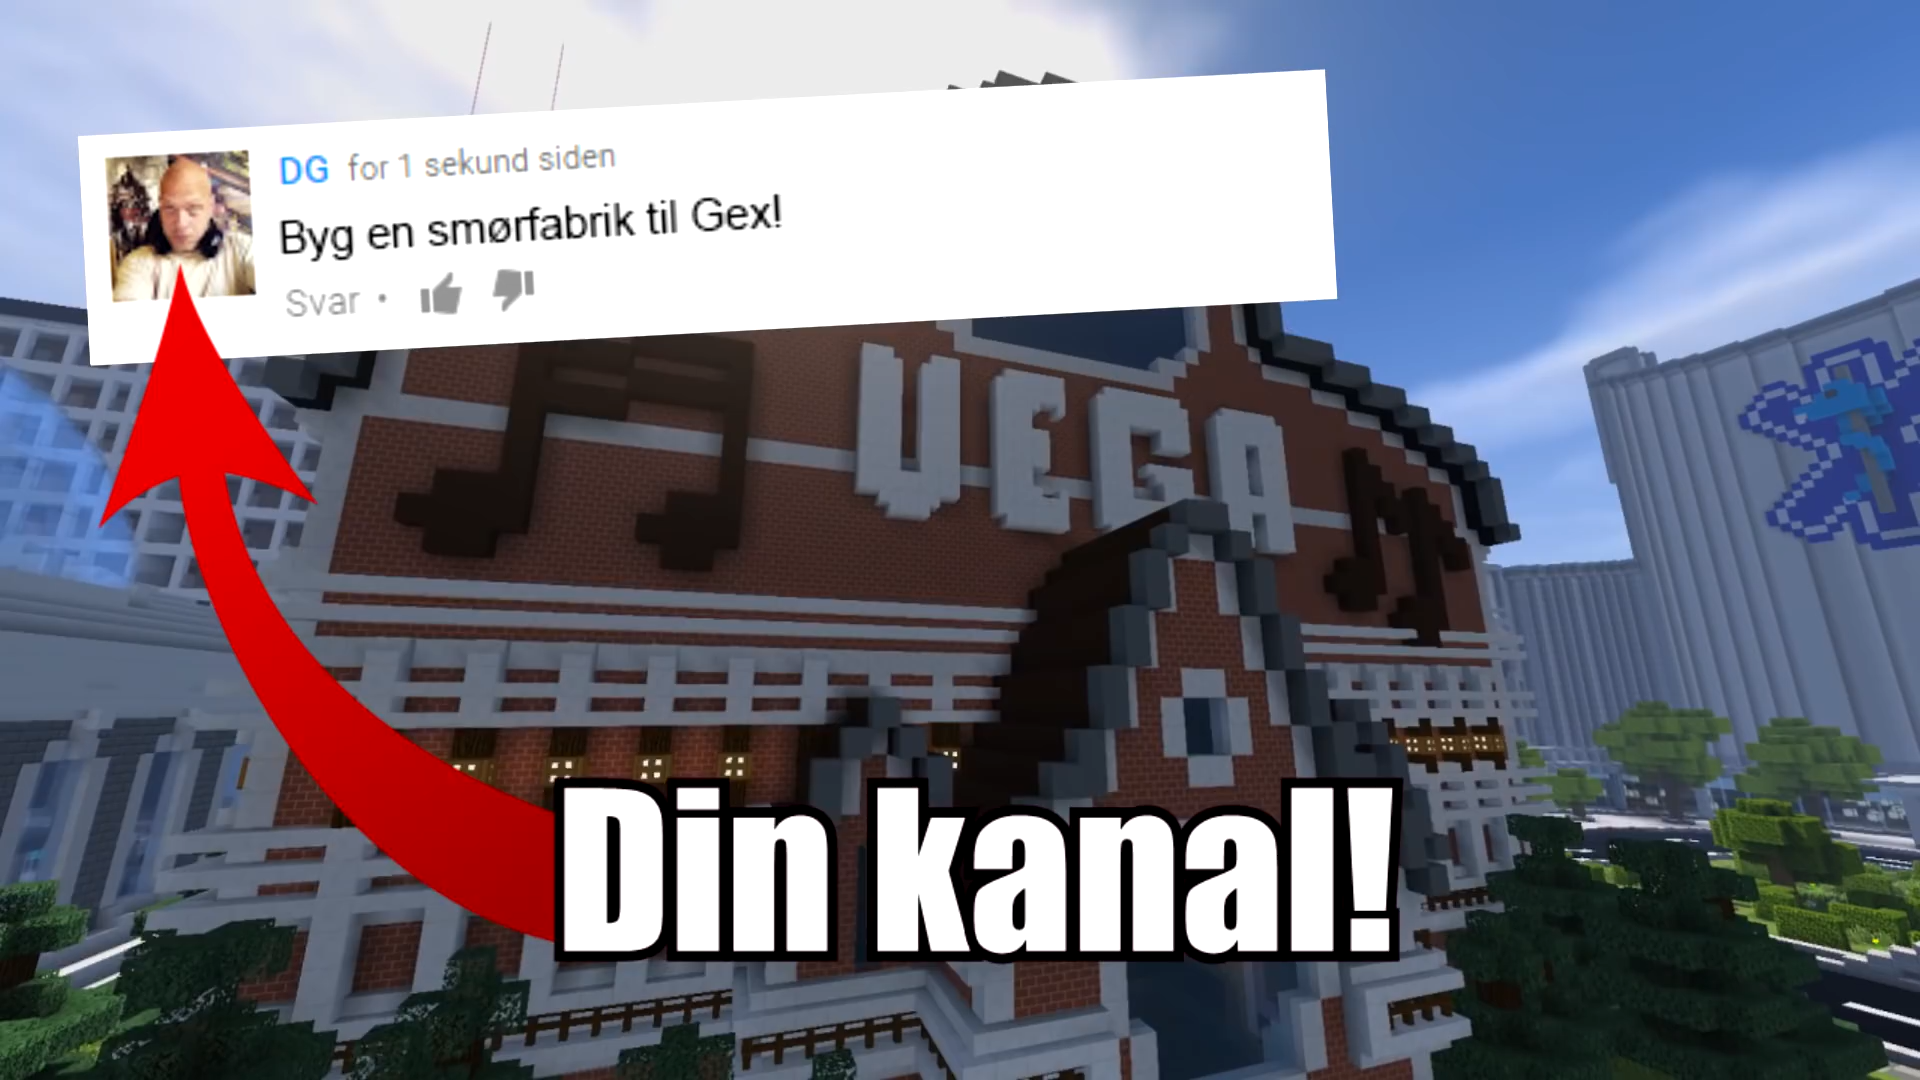 DG for 1 sekund siden
Byg en smørfabrik til Gex!
Svar •
VEGA
Din kanal!